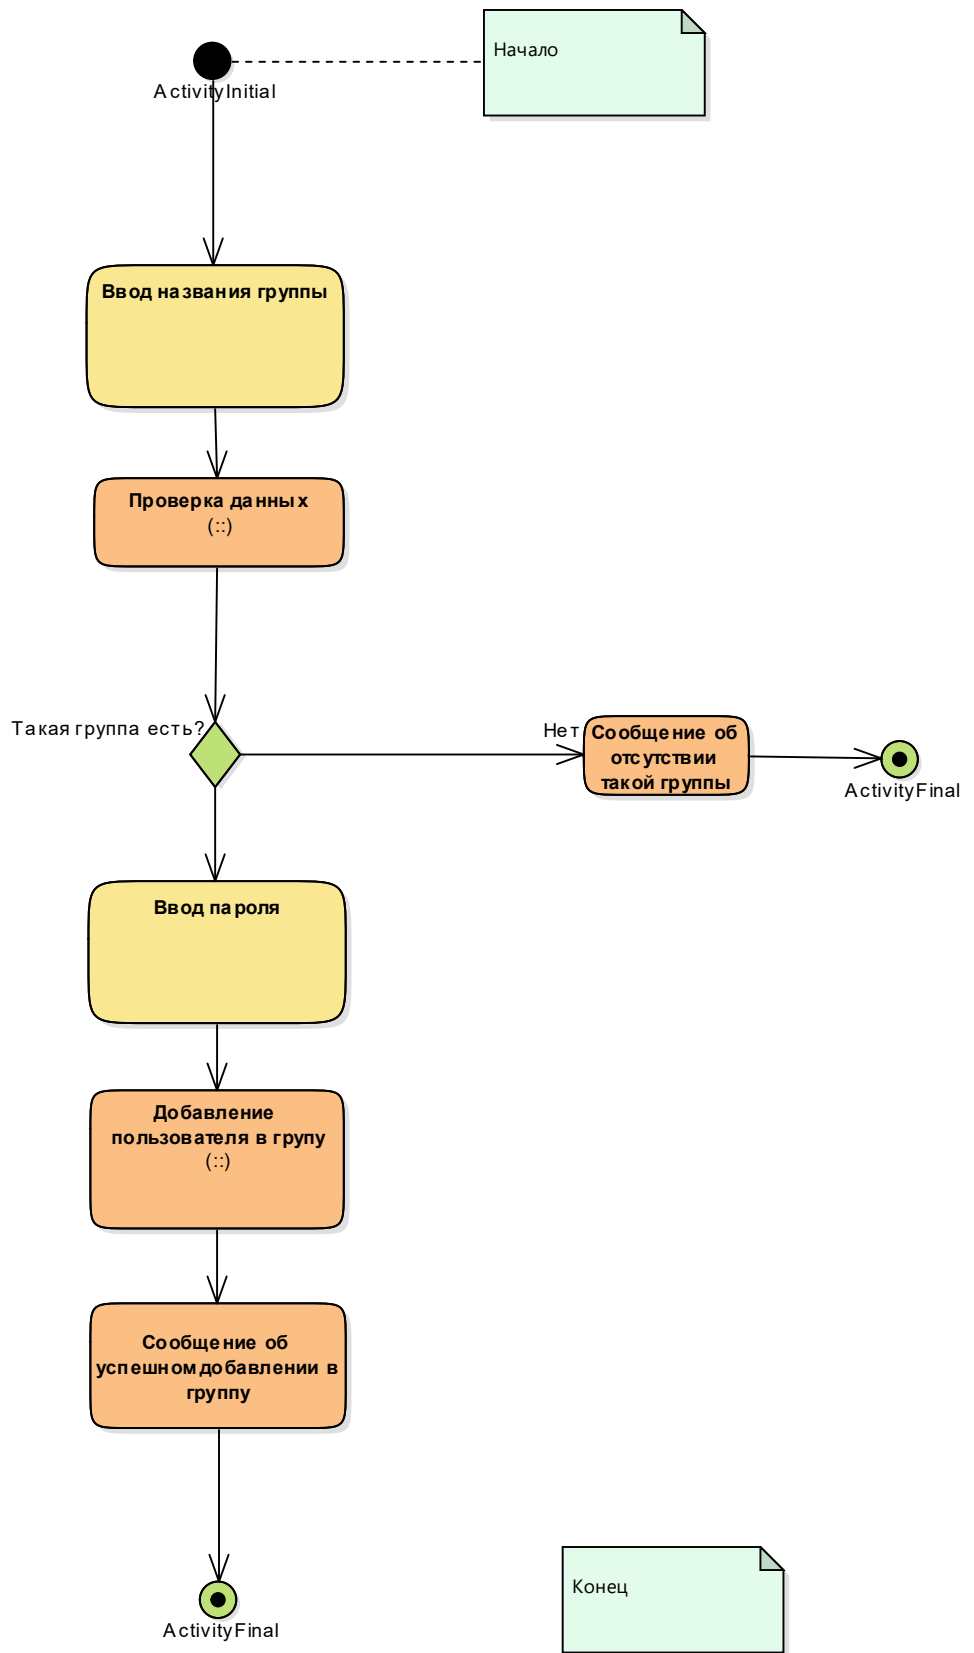 Начало
ActivityInitial
Ввод названия группы
Проверка данных
(::)
Такая группа есть?
Нет
Сообщение об
отсутствии
такой группы
ActivityFinal
Ввод пароля
Добавление
пользователя в групу
(::)
Сообщение об
успешном добавлении в
группу
Конец
ActivityFinal